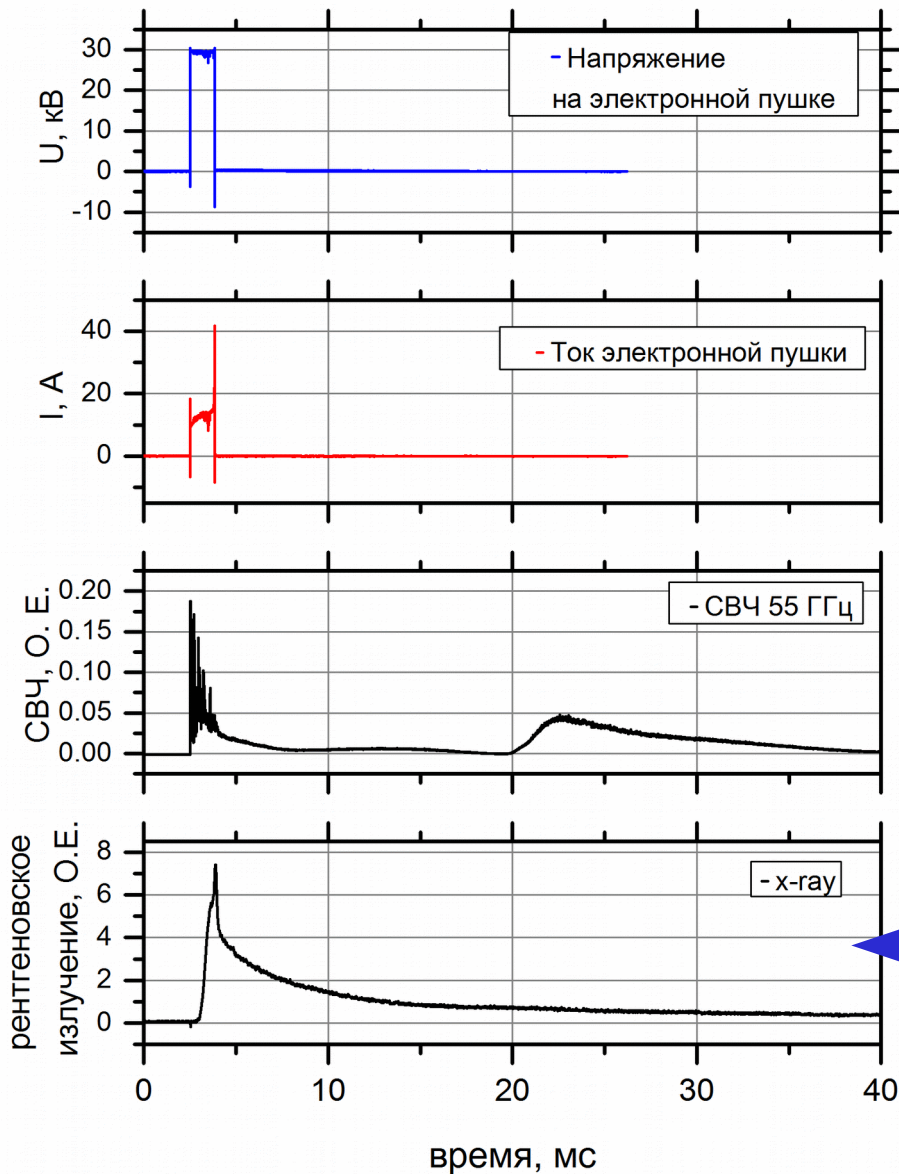 30
20
10
0
-10
U, кВ
- Напряжение
на электронной пушке
40
20
0
I, А
- Ток электронной пушки
0.20
0.15
0.10
0.05
0.00
СВЧ, О. Е.
- СВЧ 55 ГГц
8
6
4
2
0
рентгеновское
излучение, О.Е.
- x-ray
0 10 20 30 40
время, мс